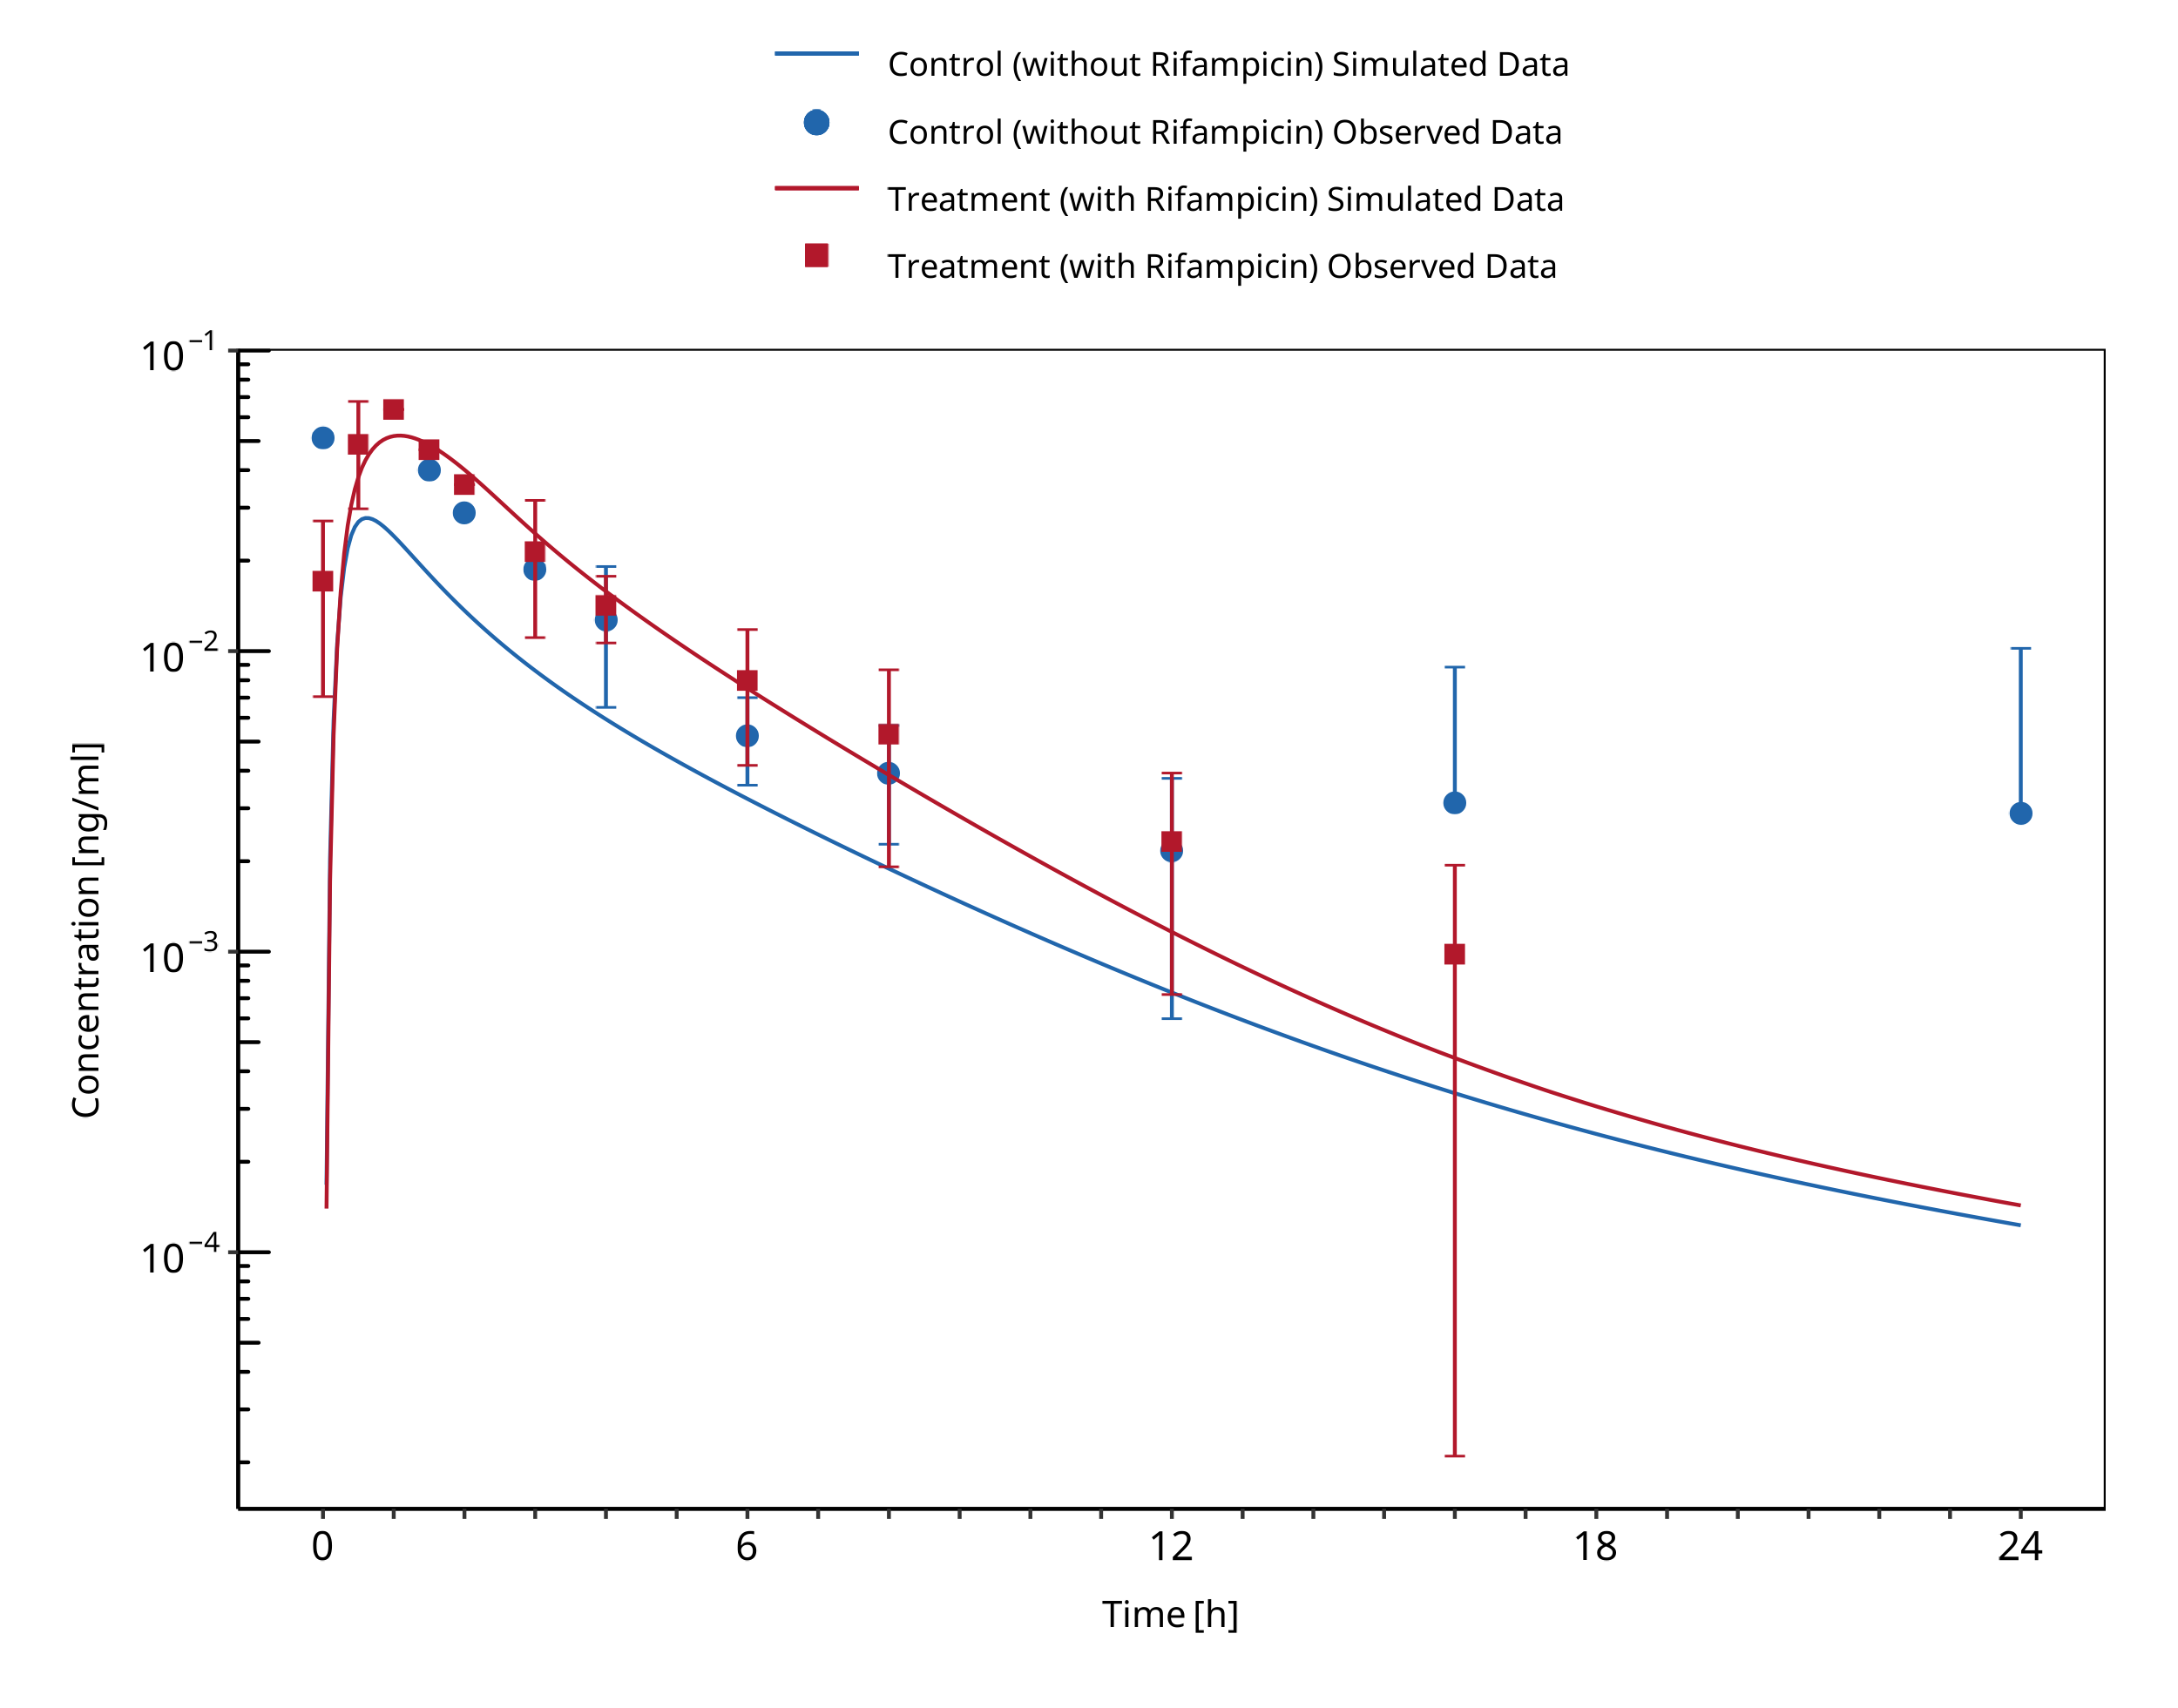 Control (without Rifampicin) Simulated Data
Control (without Rifampicin) Observed Data
Treatment (with Rifampicin) Simulated Data
Treatment (with Rifampicin) Observed Data
10⁻¹
10⁻²
10⁻³
10⁻⁴
Concentration [ng/ml]
0 6 12 18 24
Time [h]